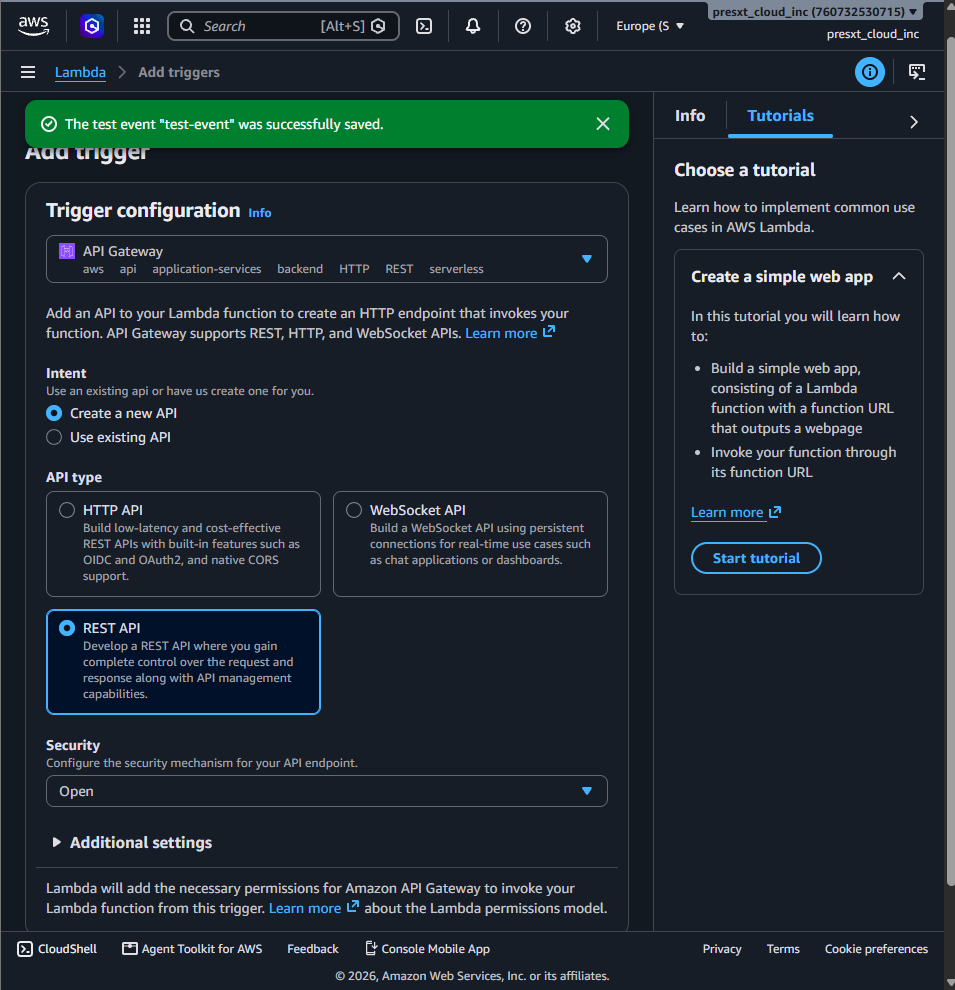 aws
Search [Alt+S]
Europe (S
presxt_cloud_inc (760732530715)
presxt_cloud_inc
Lambda
Add triggers
The test event "test-event" was successfully saved.
Add trigger
Trigger configuration Info
API Gateway
aws api application-services backend HTTP REST serverless
Add an API to your Lambda function to create an HTTP endpoint that invokes your
function. API Gateway supports REST, HTTP, and WebSocket APIs. Learn more
Intent
Use an existing api or have us create one for you.
Create a new API
Use existing API
API type
HTTP API
Build low-latency and cost-effective
REST APIs with built-in features such as
OIDC and OAuth2, and native CORS
support.
WebSocket API
Build a WebSocket API using persistent
connections for real-time use cases such
as chat applications or dashboards.
REST API
Develop a REST API where you gain
complete control over the request and
response along with API management
capabilities.
Security
Configure the security mechanism for your API endpoint.
Open
Additional settings
Lambda will add the necessary permissions for Amazon API Gateway to invoke your
Lambda function from this trigger. Learn more about the Lambda permissions model.
Info
Tutorials
Choose a tutorial
Learn how to implement common use
cases in AWS Lambda.
Create a simple web app
In this tutorial you will learn how
to:
• Build a simple web app,
consisting of a Lambda
function with a function URL
that outputs a webpage
• Invoke your function through
its function URL
Learn more
Start tutorial
CloudShell
Agent Toolkit for AWS
Feedback
Console Mobile App
Privacy
Terms
Cookie preferences
© 2026, Amazon Web Services, Inc. or its affiliates.